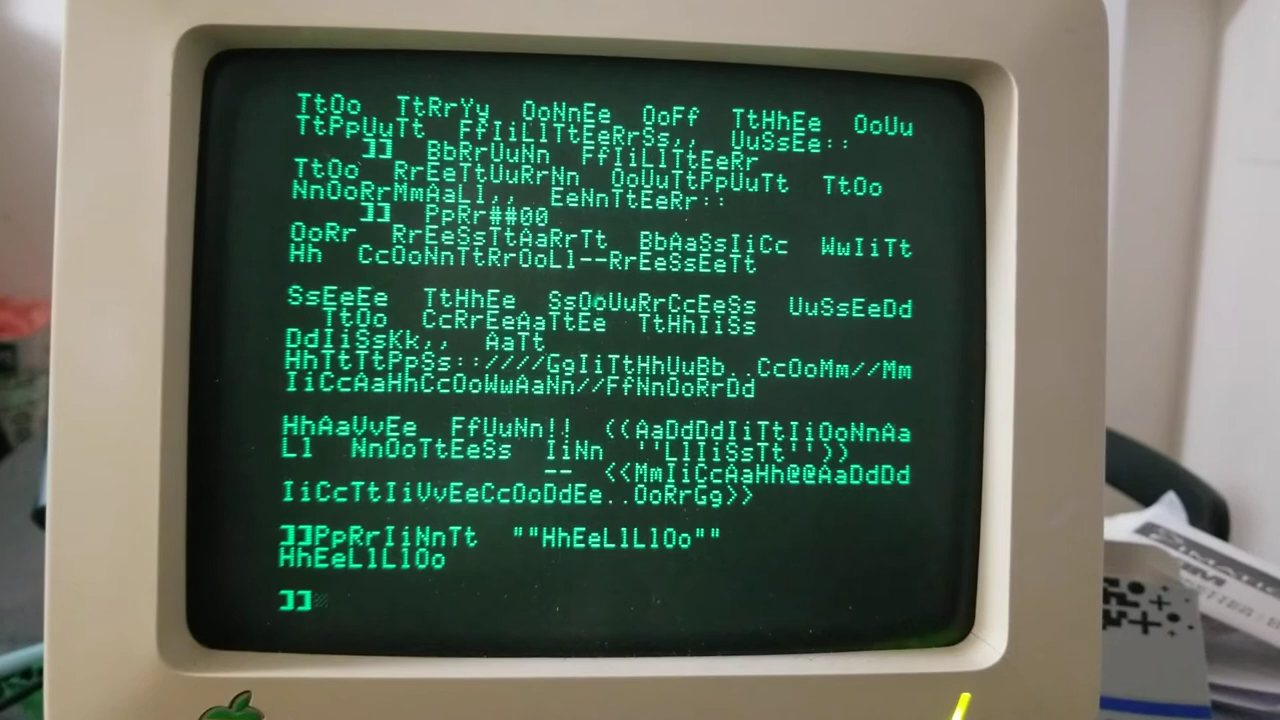 TtOo  TtRrYy  OoNnEe  OoFf  TtHhEe  OoUu
TtPpUuTt  FfIiLlTtEeRrSs,,  UuSsEe::
]]  BbRrUuNn  FfIiLlTtEeRr
TtOo  RrEeTtUuRrNn  OoUuTtPpUuTt  TtOo
NnOoRrMmAaLl,,  EeNnTtEeRr::
]]  PpRr##00
OoRr  RrEeSsTtAaRrTt  BbAaSsIiCc  WwIiTt
Hh  CcOoNnTtRrOoLl--RrEeSsEeTt
SsEeEe  TtHhEe  SsOoUuRrCcEeSs  UuSsEeDd
TtOo  CcRrEeAaTtEe  TtHhIiSs
DdIiSsKk,,  AaTt
HhTtTtPpSs:://///GgIiTtHhUuBb..CcOoMm//Mm
IiCcAaHhCcOoWwAaNn//FfNnOoRrDd
HhAaVvEe  FfUuNn!!  ((AaDdDdIiTtIiOoNnAa
Ll  NnOoTtEeSs  IiNn  ''LlIiSsTt''))
--  <<MmIiCcAaHh@@AaDdDd
IiCcTtIiVvEeCcOoDdEe..OoRrGg>>
]]PpRrIiNnTt  ""HhEeLlLlOo""
HhEeLlLlOo
]]